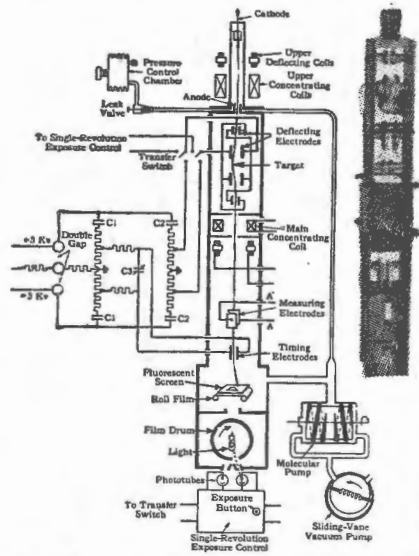 Cathode
Pressure
Control
Chamber
Upper
Deflecting Coils
Upper
Concentrating
Coils
Anode
Leak
Valve
To Single-Revolution
Exposure Control
Transfer
Switch
Deflecting
Electrodes
Target
+3 Kv
Double
Gap
C1
C2
C3
C1
C2
Main
Concentrating
Coil
A
Measuring
Electrodes
A
Timing
Electrodes
Fluorescent
Screen
Roll Film
Film Drum
Light
Phototubes
To Transfer
Switch
Exposure
Button
Single-Revolution
Exposure Control
Molecular
Pump
Sliding-Vane
Vacuum Pump